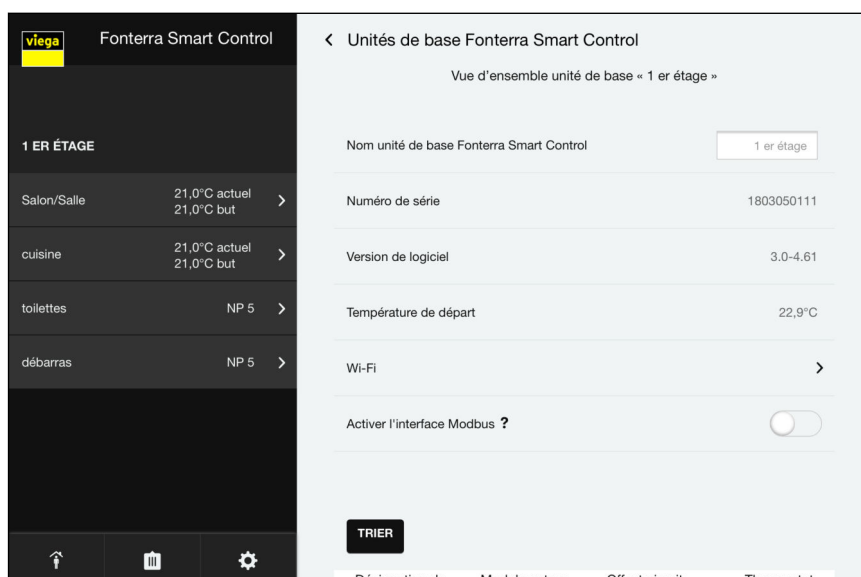 viega
Fonterra Smart Control
1 ER ÉTAGE
Salon/Salle
21,0°C actuel
21,0°C but
cuisine
21,0°C actuel
21,0°C but
toilettes
NP 5
débarras
NP 5
Unités de base Fonterra Smart Control
Vue d'ensemble unité de base « 1 er étage »
Nom unité de base Fonterra Smart Control
1 er étage
Numéro de série
1803050111
Version de logiciel
3.0-4.61
Température de départ
22,9°C
Wi-Fi
Activer l'interface Modbus ?
TRIER